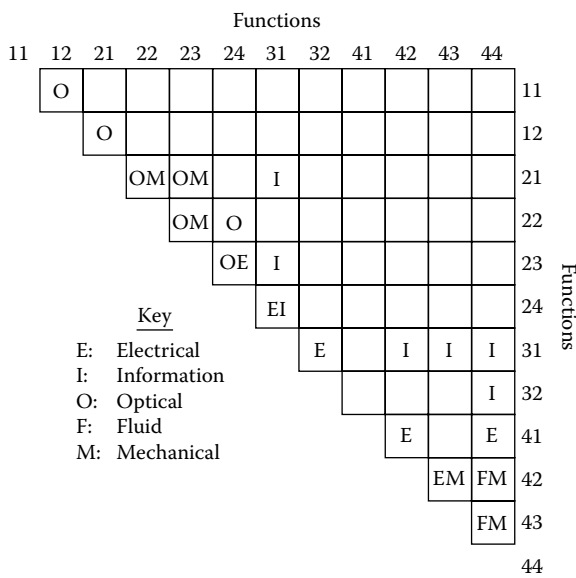 Functions
11 12 21 22 23 24 31 32 41 42 43 44
O 11
O 12
OM OM I 21
OM O 22
OE I 23
EI 24
Key
E: Electrical
I: Information
O: Optical
F: Fluid
M: Mechanical
E I I I 31
I 32
E E 41
EM FM 42
FM 43
44
Functions